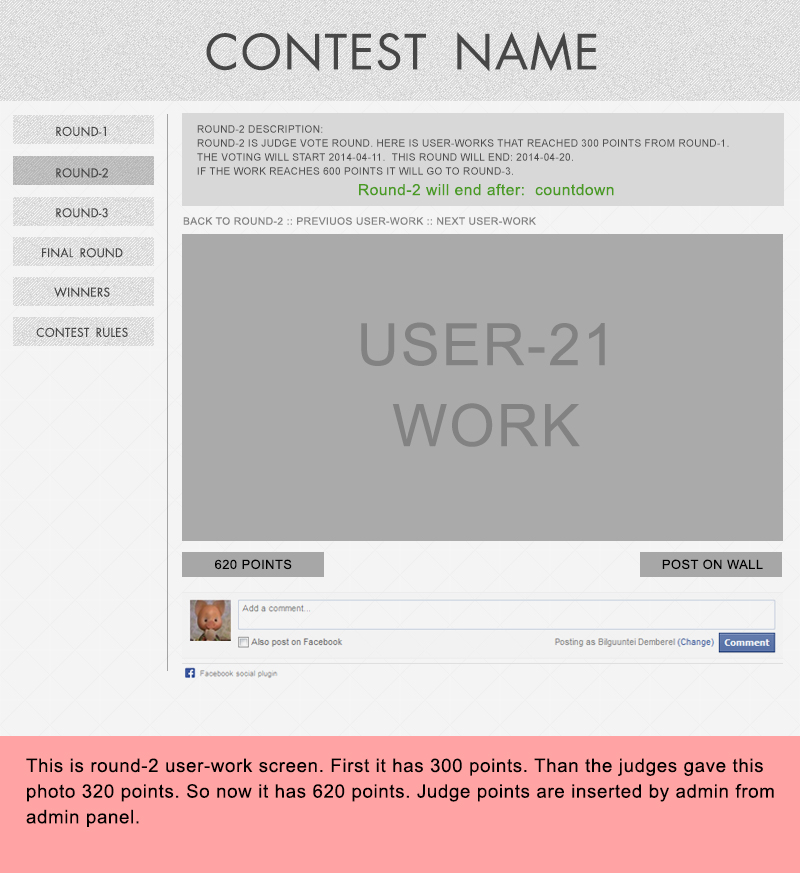 CONTEST NAME
ROUND-1
ROUND-2
ROUND-3
FINAL ROUND
WINNERS
CONTEST RULES
ROUND-2 DESCRIPTION:
ROUND-2 IS JUDGE VOTE ROUND. HERE IS USER-WORKS THAT REACHED 300 POINTS FROM ROUND-1.
THE VOTING WILL START 2014-04-11. THIS ROUND WILL END: 2014-04-20.
IF THE WORK REACHES 600 POINTS IT WILL GO TO ROUND-3.
Round-2 will end after: countdown
BACK TO ROUND-2 :: PREVIUOS USER-WORK :: NEXT USER-WORK
USER-21
WORK
620 POINTS
POST ON WALL
Add a comment...
Also post on Facebook
Posting as Bilguuntei Demberel (Change)
Comment
Facebook social plugin
This is round-2 user-work screen. First it has 300 points. Than the judges gave this
photo 320 points. So now it has 620 points. Judge points are inserted by admin from
admin panel.